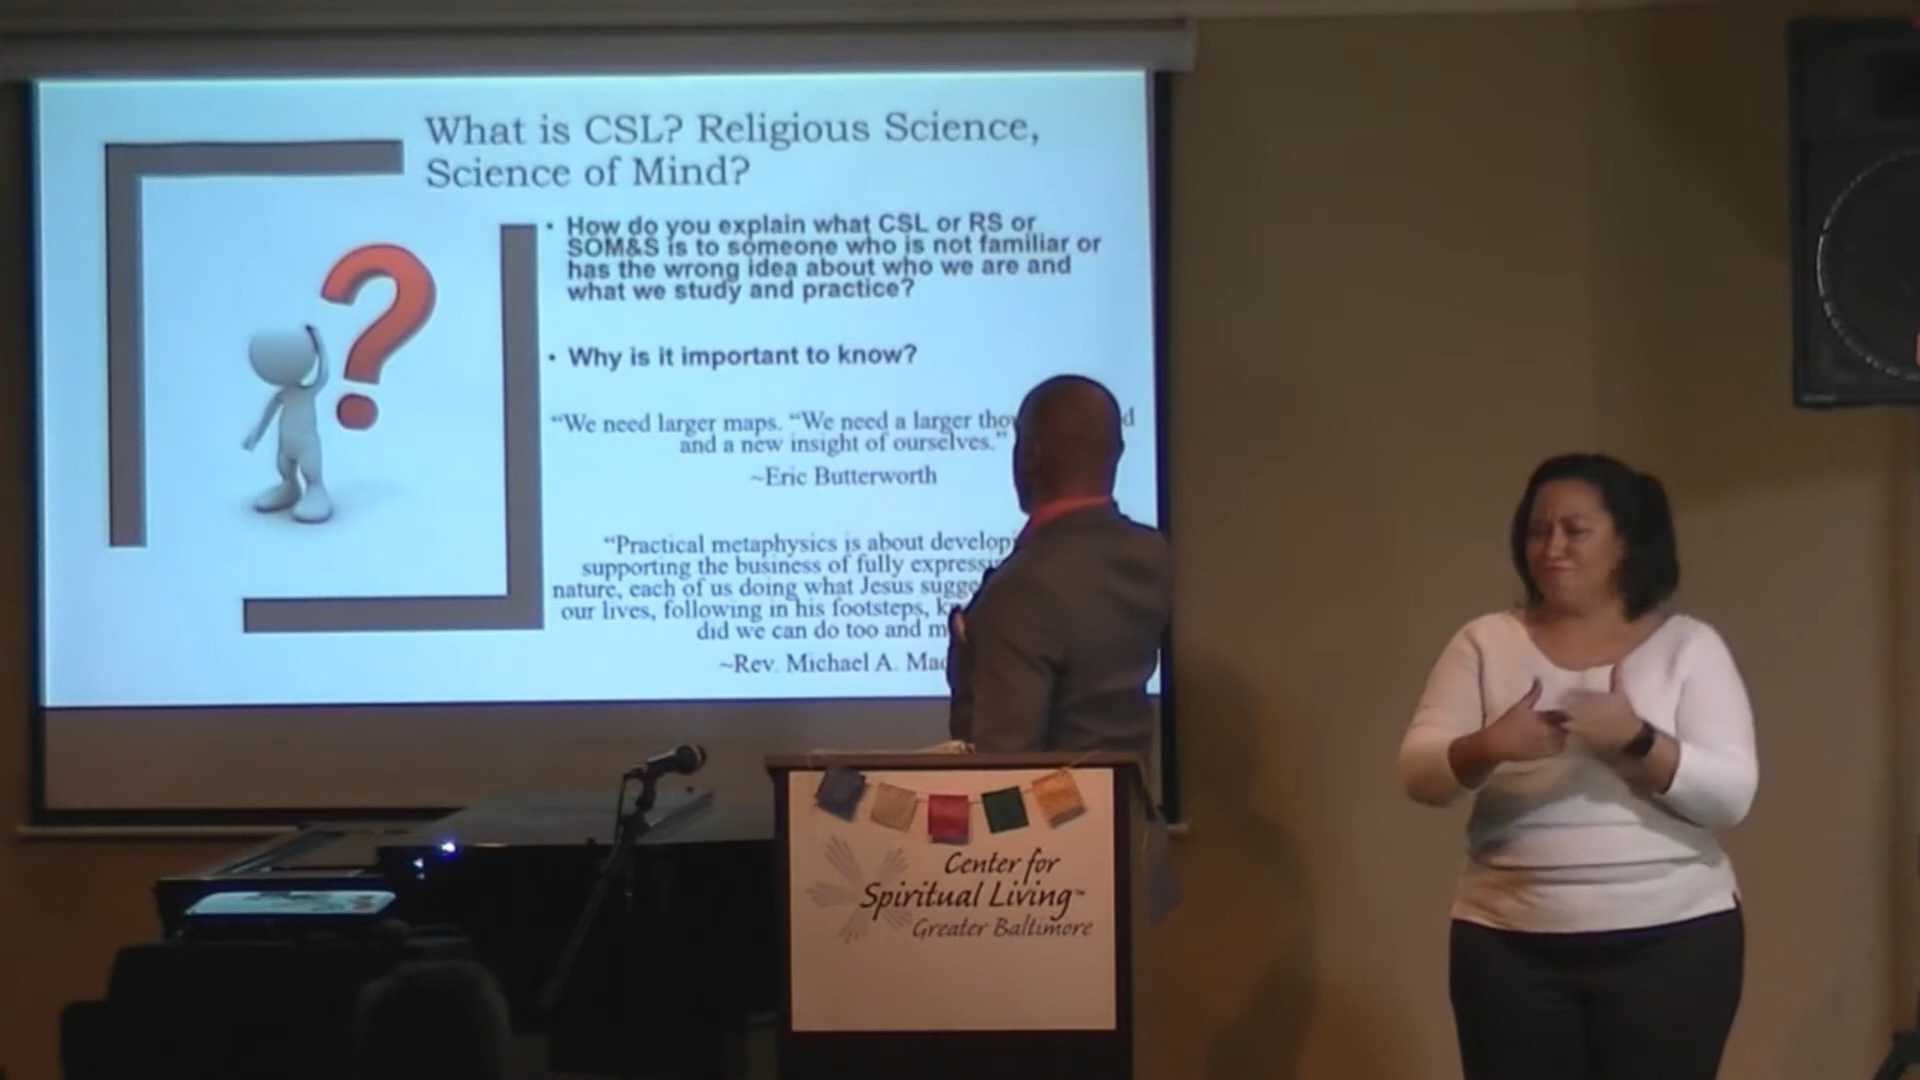 What is CSL? Religious Science,
Science of Mind?
• How do you explain what CSL or RS or
SOM&S is to someone who is not familiar or
has the wrong idea about who we are and
what we study and practice?
• Why is it important to know?
“We need larger maps. “We need a larger
and a new insight of ourselves.”
~Eric Butterworth
“Practical metaphysics is about
supporting the business of fully
nature, each of us doing what Jesus
our lives, following in his footsteps,
did we can do too and
~Rev. Michael A.
Center for
Spiritual Living™
Greater Baltimore